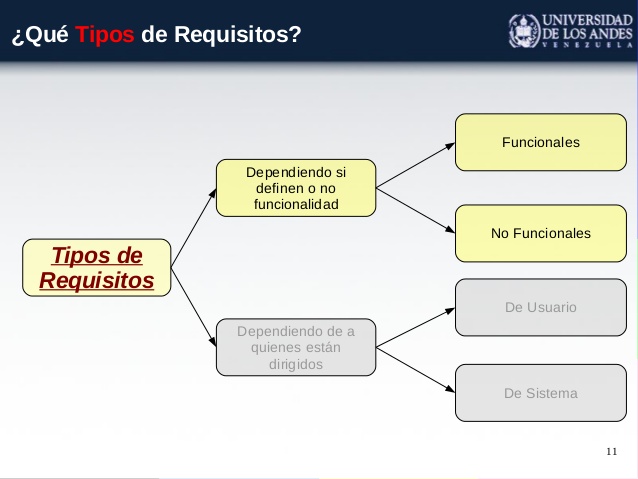 ¿Qué Tipos de Requisitos?
UNIVERSIDAD
DE LOS ANDES
VENEZUELA
Funcionales
Dependiendo si
definen o no
funcionalidad
No Funcionales
Tipos de
Requisitos
De Usuario
Dependiendo de a
quienes están
dirigidos
De Sistema
11